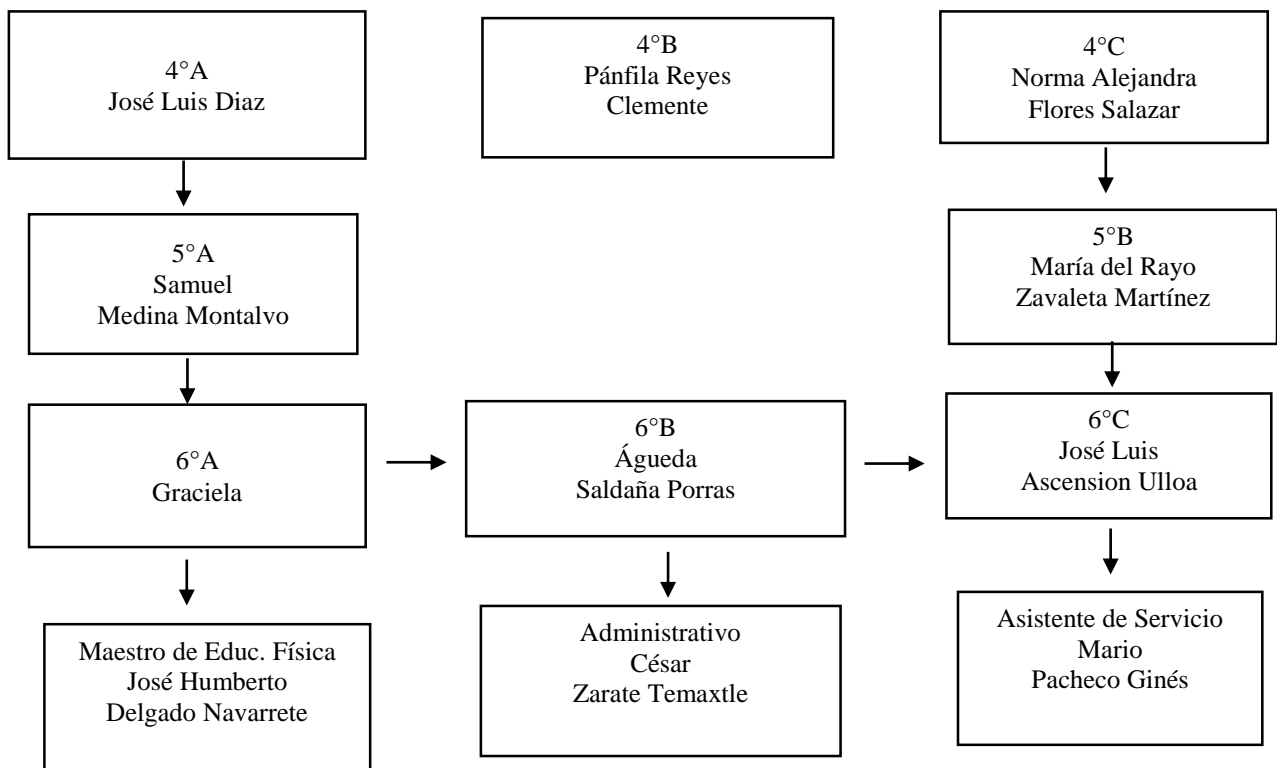 4°A
José Luis Diaz
4°B
Pánfila Reyes
Clemente
4°C
Norma Alejandra
Flores Salazar
5°A
Samuel
Medina Montalvo
5°B
María del Rayo
Zavaleta Martínez
6°A
Graciela
6°B
Águeda
Saldaña Porras
6°C
José Luis
Ascension Ulloa
Maestro de Educ. Física
José Humberto
Delgado Navarrete
Administrativo
César
Zarate Temaxtle
Asistente de Servicio
Mario
Pacheco Ginés